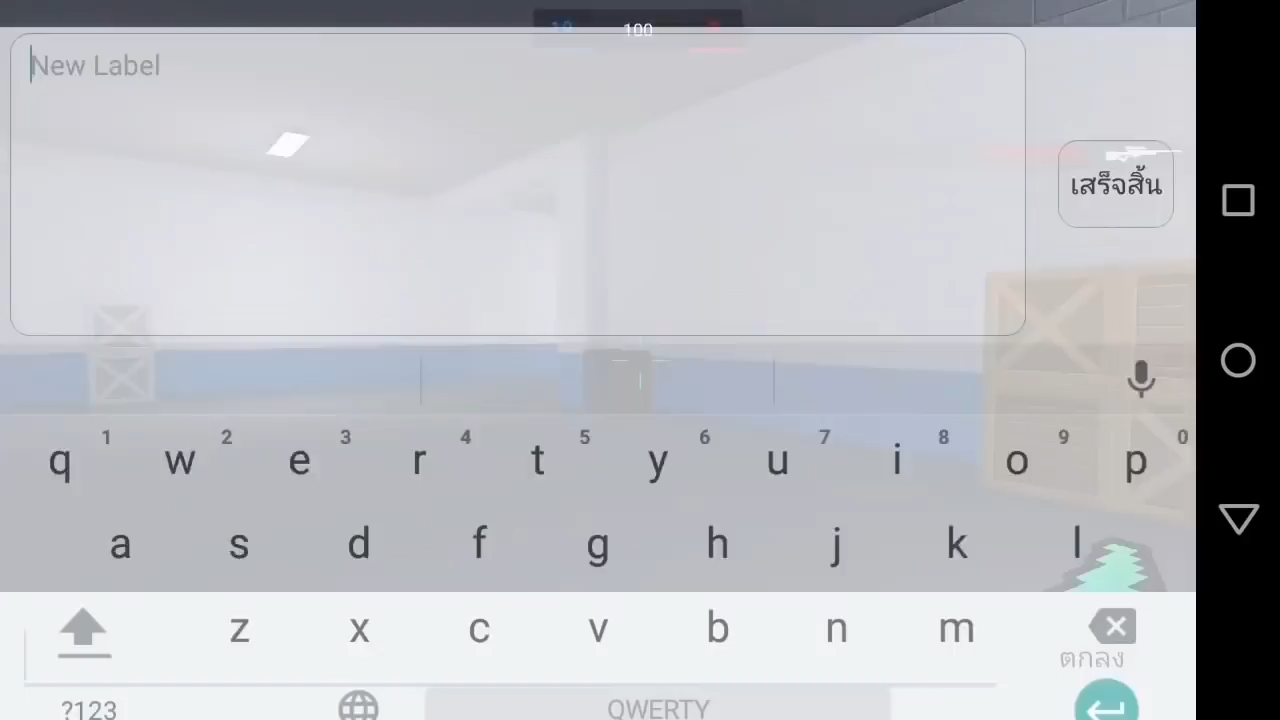 100
New Label
เสร็จสิ้น
1 2 3 4 5 6 7 8 9 0
q w e r t y u i o p
a s d f g h j k l
z x c v b n m
ตกลง
?123 QWERTY